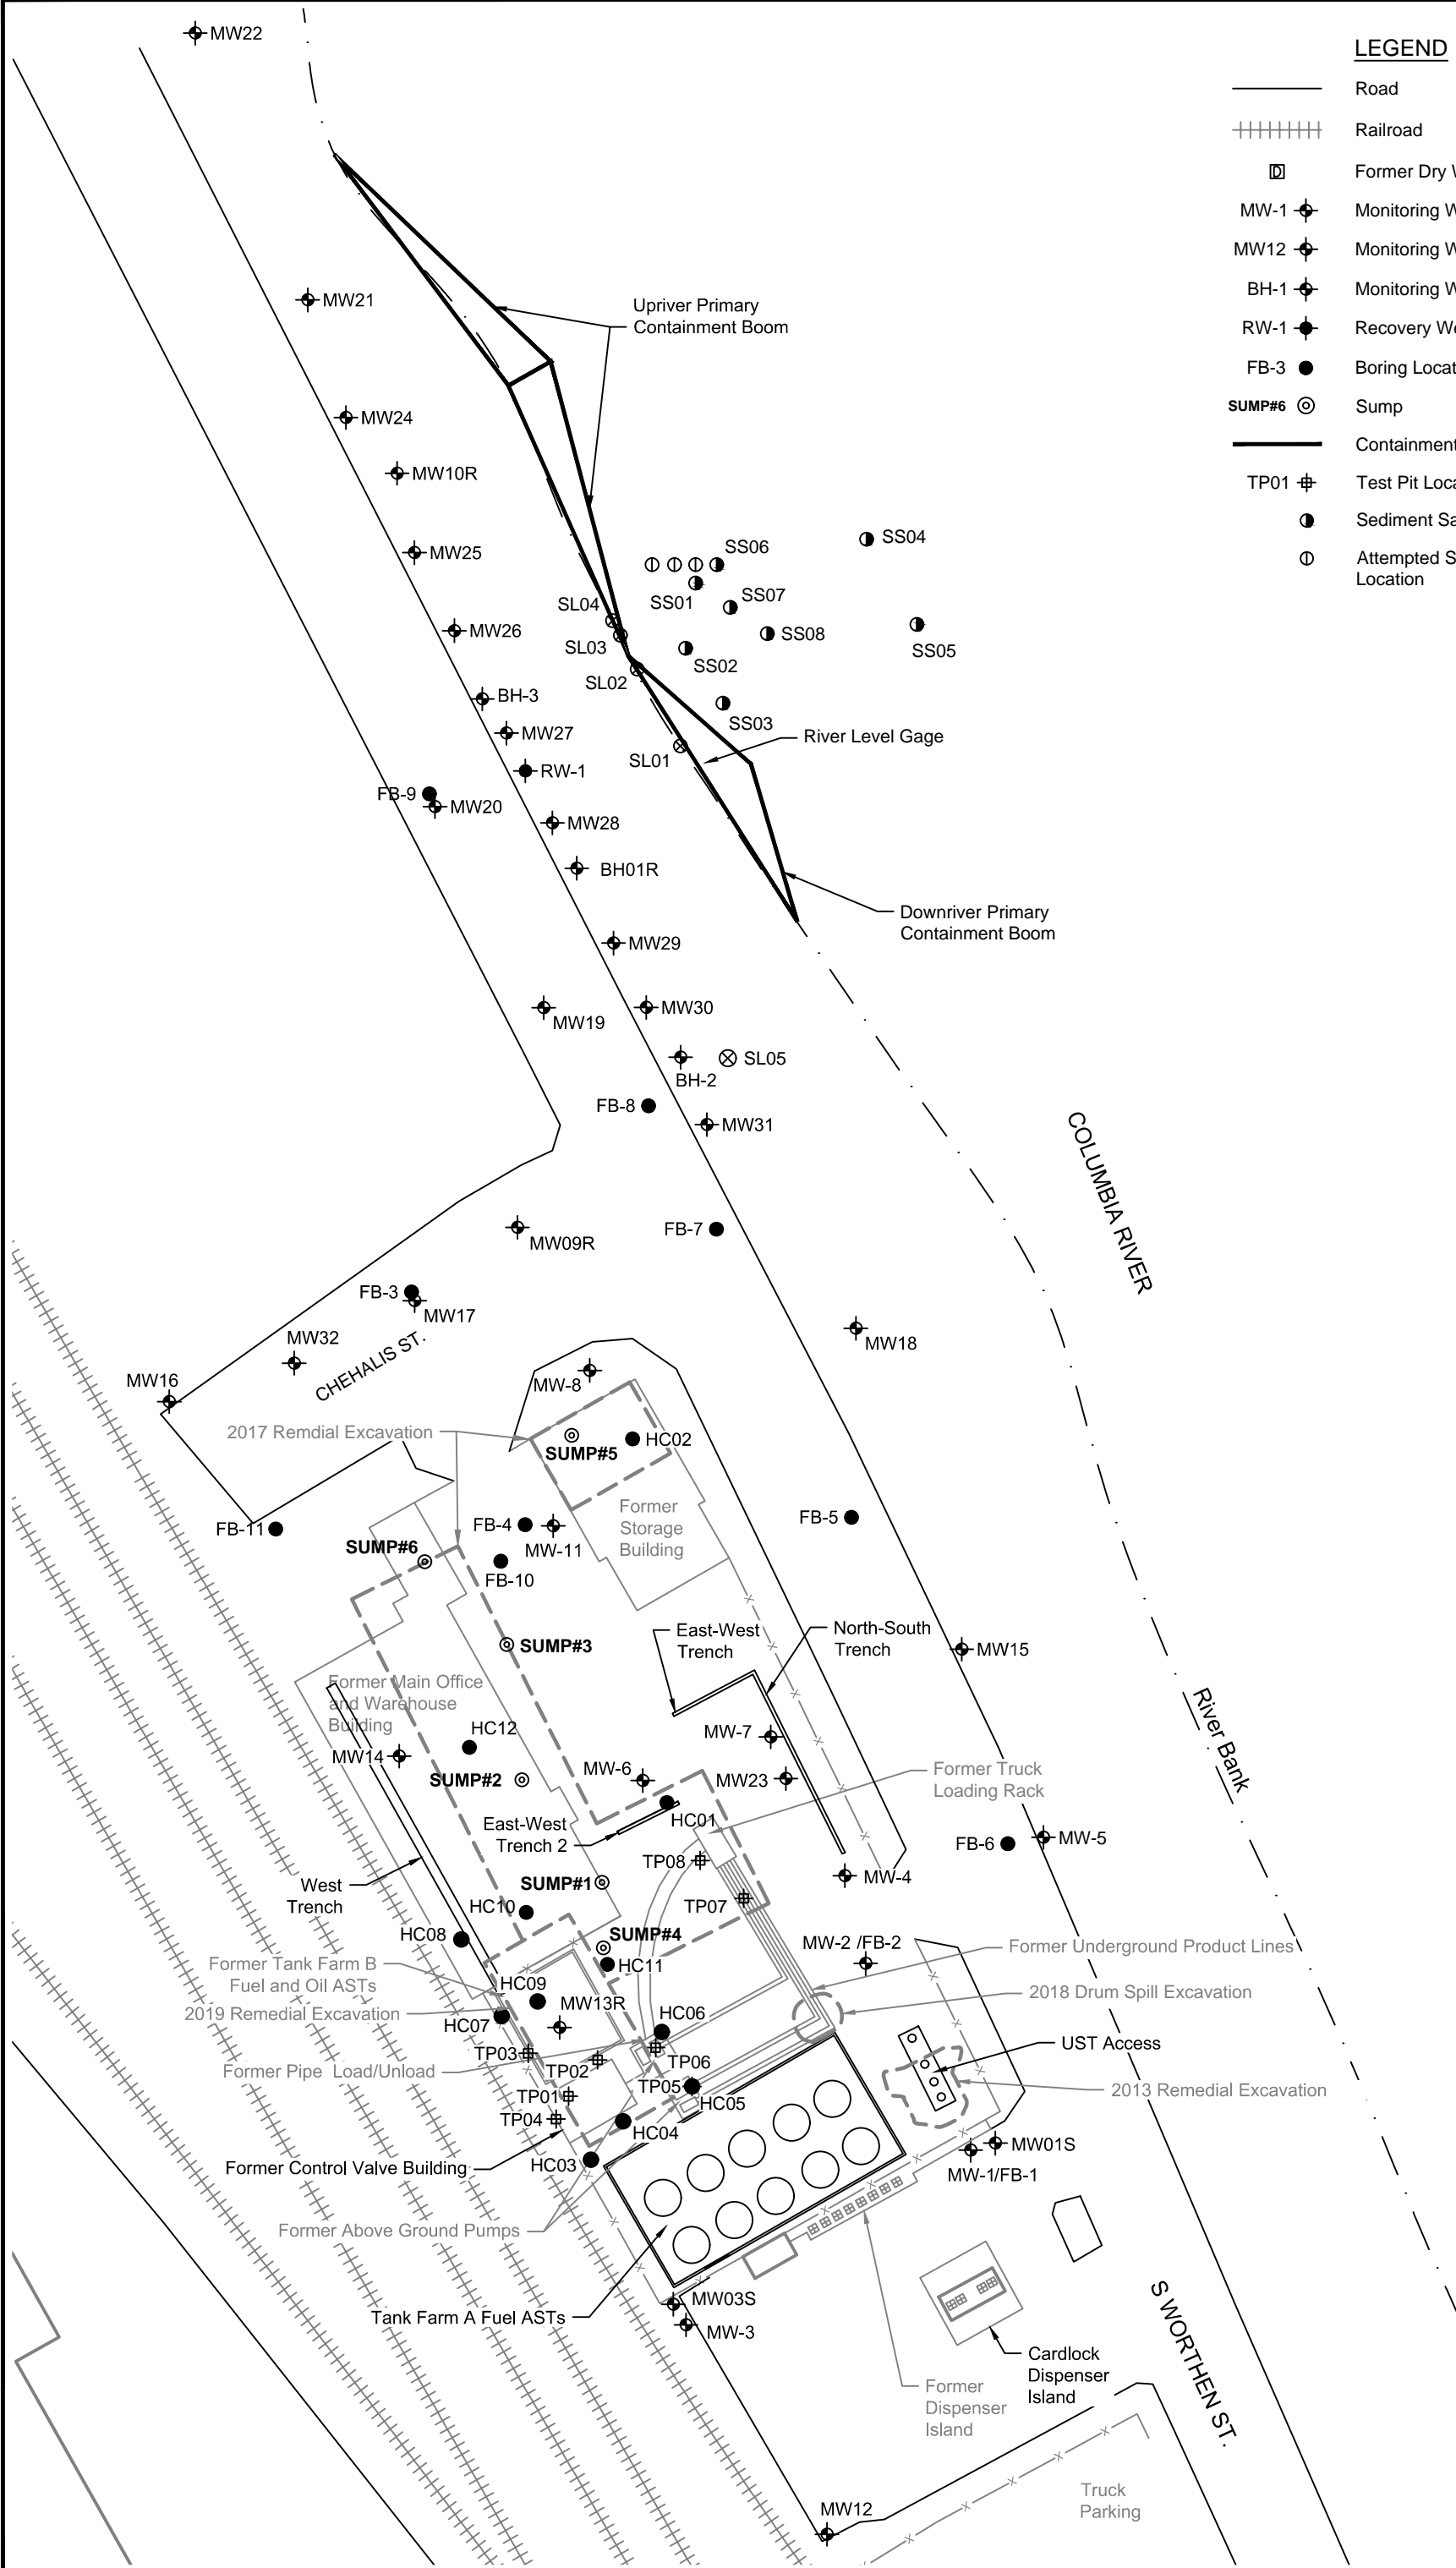 MW22
LEGEND
Road
Railroad
D
Former Dry
MW-1
Monitoring
MW12
Monitoring
BH-1
Monitoring
RW-1
Recovery
FB-3
Boring
SUMP#6
Sump
Containment
TP01
Test Pit
Sediment
Attempted
Location
MW21
Upriver Primary
Containment Boom
MW24
MW10R
MW25
SS06
SS04
SS01
SS07
SL04
MW26
SS08
SL03
SS05
SS02
SL02
BH-3
SS03
MW27
River Level Gage
SL01
RW-1
FB-9
MW20
MW28
BH01R
Downriver Primary
Containment Boom
MW29
MW19
MW30
BH-2
SL05
FB-8
MW31
COLUMBIA RIVER
FB-7
MW09R
FB-3
MW17
MW18
MW32
CHEHALIS ST.
MW16
MW-8
2017 Remdial Excavation
SUMP#5
HC02
Former
Storage
Building
FB-5
FB-11
FB-4
MW-11
SUMP#6
FB-10
East-West
Trench
North-South
Trench
SUMP#3
MW15
Former Main Office
and Warehouse
Building
River Bank
HC12
MW-7
MW14
SUMP#2
MW-6
MW23
Former Truck
Loading Rack
HC01
East-West
Trench 2
FB-6
MW-5
TP08
MW-4
West
Trench
SUMP#1
TP07
HC10
HC08
SUMP#4
MW-2 /FB-2
Former Underground Product Lines
Former Tank Farm B
Fuel and Oil ASTs
HC11
HC09
2018 Drum Spill Excavation
MW13R
2019 Remedial Excavation
HC07
HC06
UST Access
TP03
TP02
TP06
Former Pipe Load/Unload
TP05
HC05
2013 Remedial Excavation
TP01
TP04
HC04
MW01S
Former Control Valve Building
HC03
MW-1/FB-1
Former Above Ground Pumps
MW03S
Tank Farm A Fuel ASTs
MW-3
S WORTHEN ST.
Cardlock
Dispenser
Island
Former
Dispenser
Island
Truck
Parking
MW12